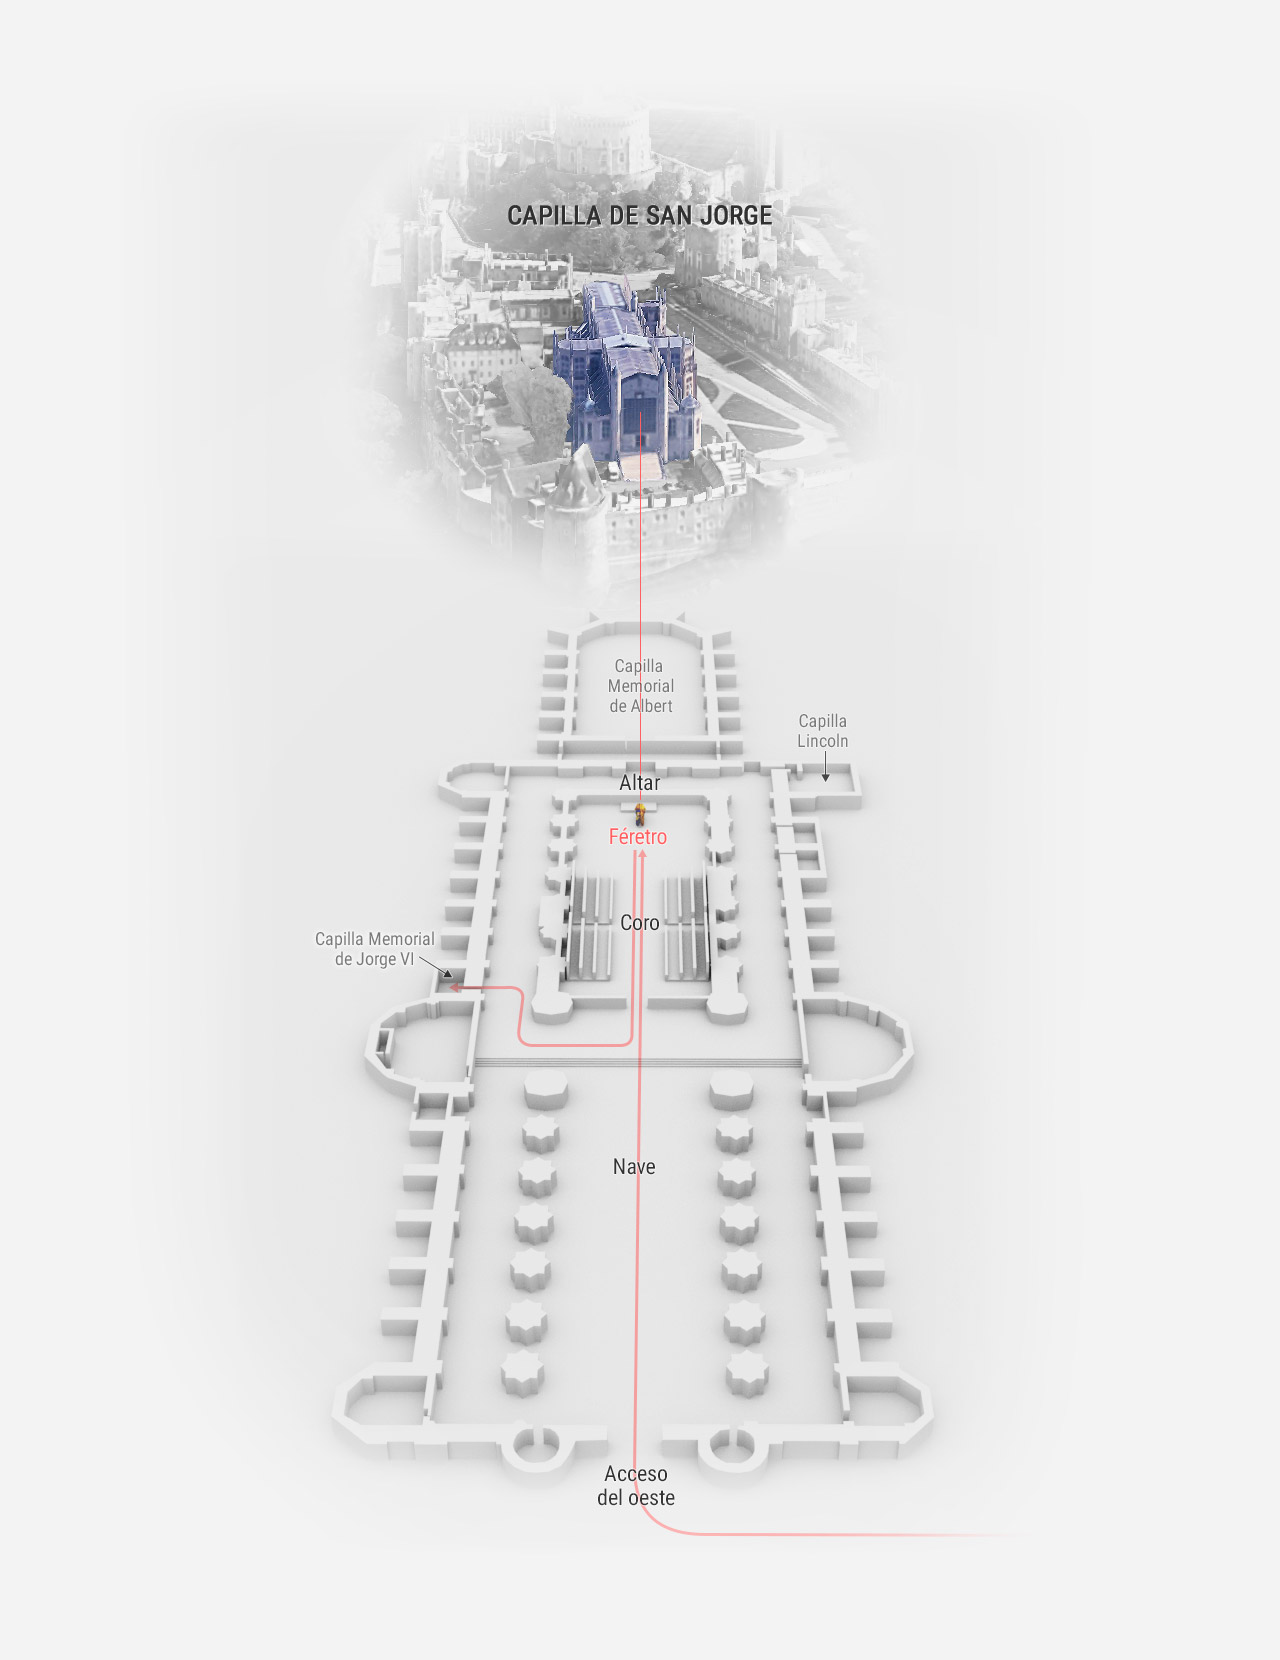 CAPILLA DE SAN JORGE
Capilla
Memorial
de Albert
Capilla
Lincoln
Altar
Féretro
Coro
Capilla Memorial
de Jorge VI
Nave
Acceso
del oeste